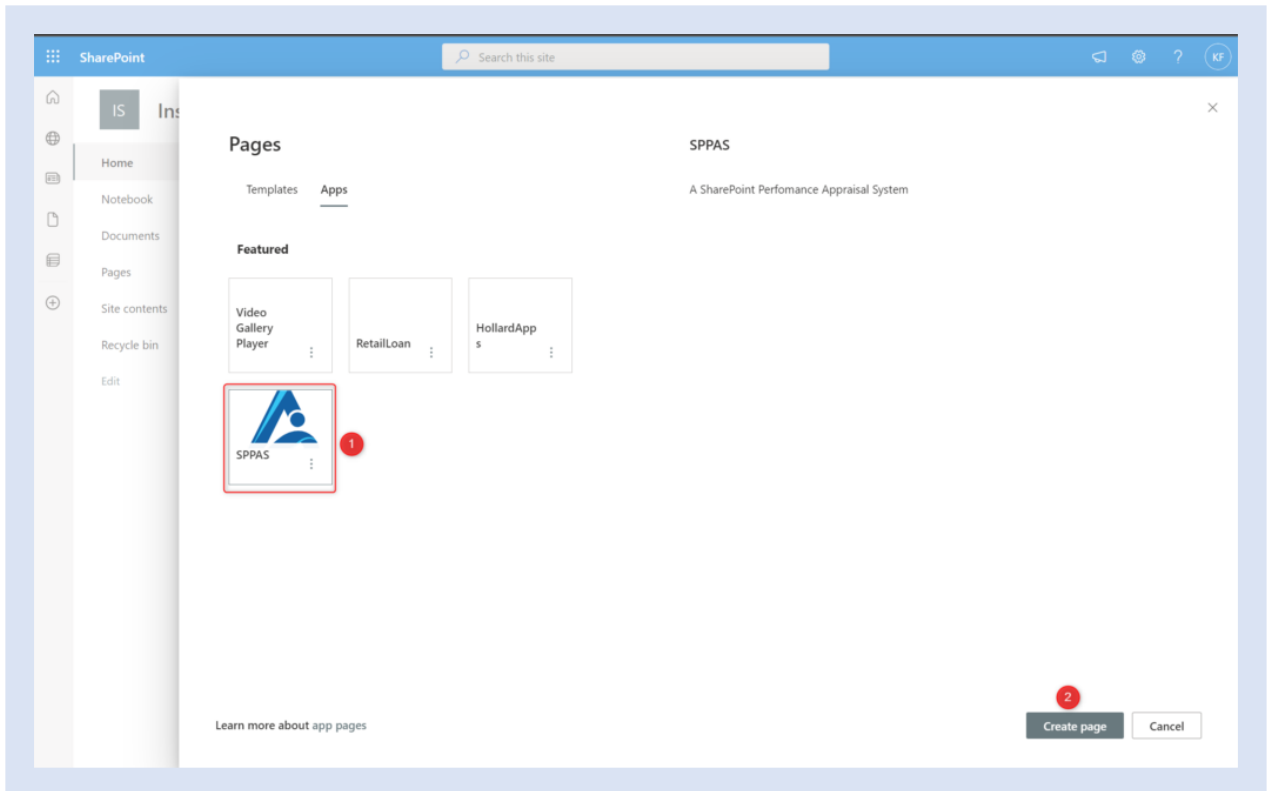 SharePoint
Search this site
?
KF
IS
Ins
Home
Notebook
Documents
Pages
Site contents
Recycle bin
Edit
Pages
Templates Apps
Featured
Video
Gallery
Player
RetailLoan
HollardApp
s
SPPAS
1
SPPAS
A SharePoint Perfomance Appraisal System
Learn more about app pages
2
Create page
Cancel